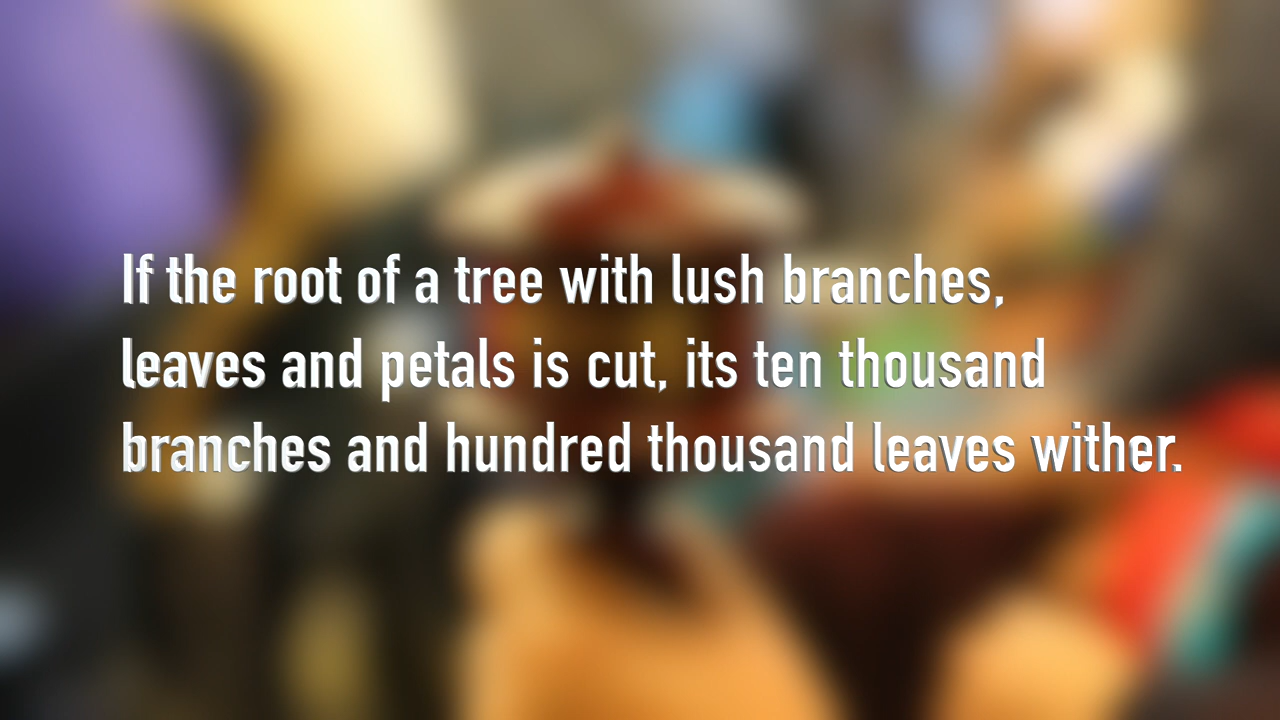 If the root of a tree with lush branches,
leaves and petals is cut, its ten thousand
branches and hundred thousand leaves wither.